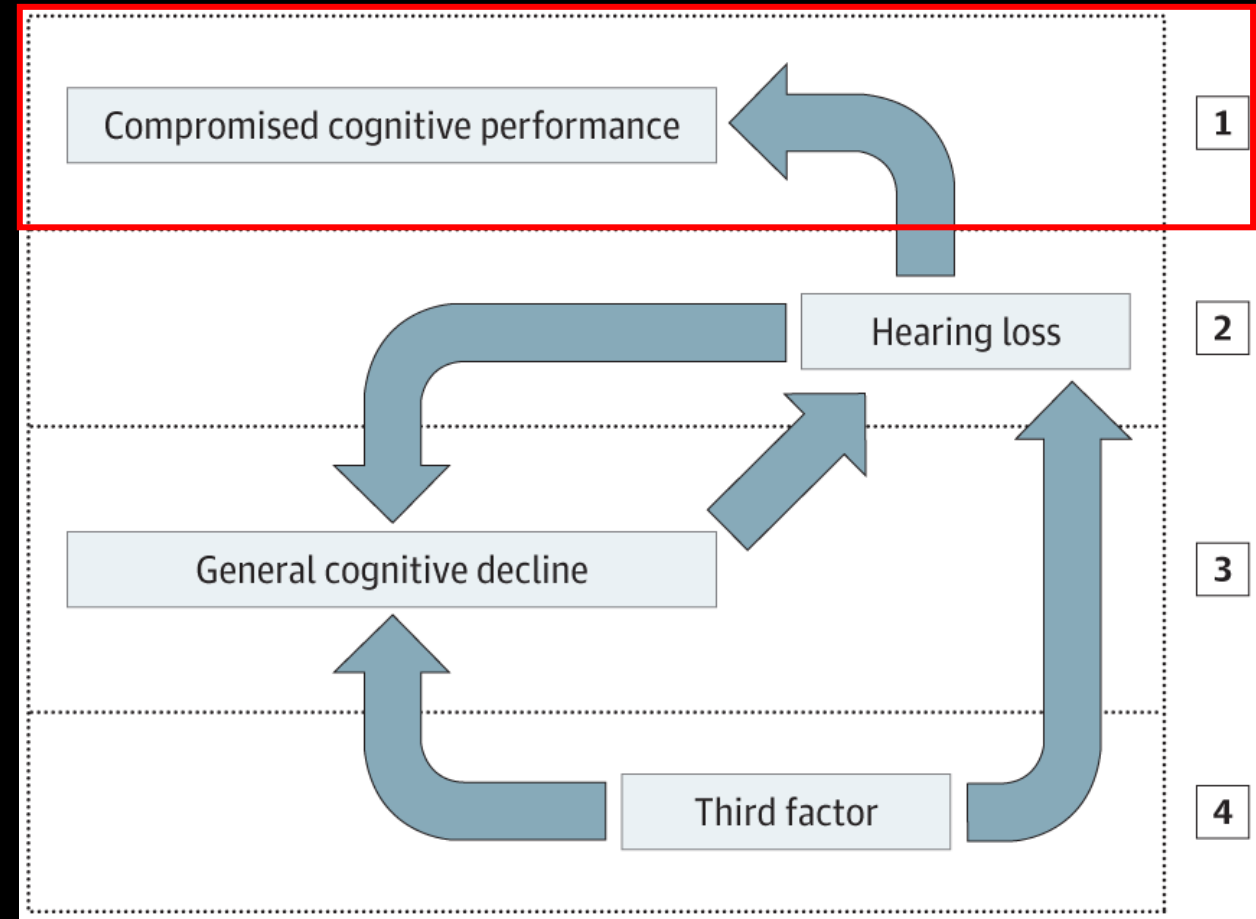 Compromised cognitive performance
1
Hearing loss
2
General cognitive decline
3
Third factor
4